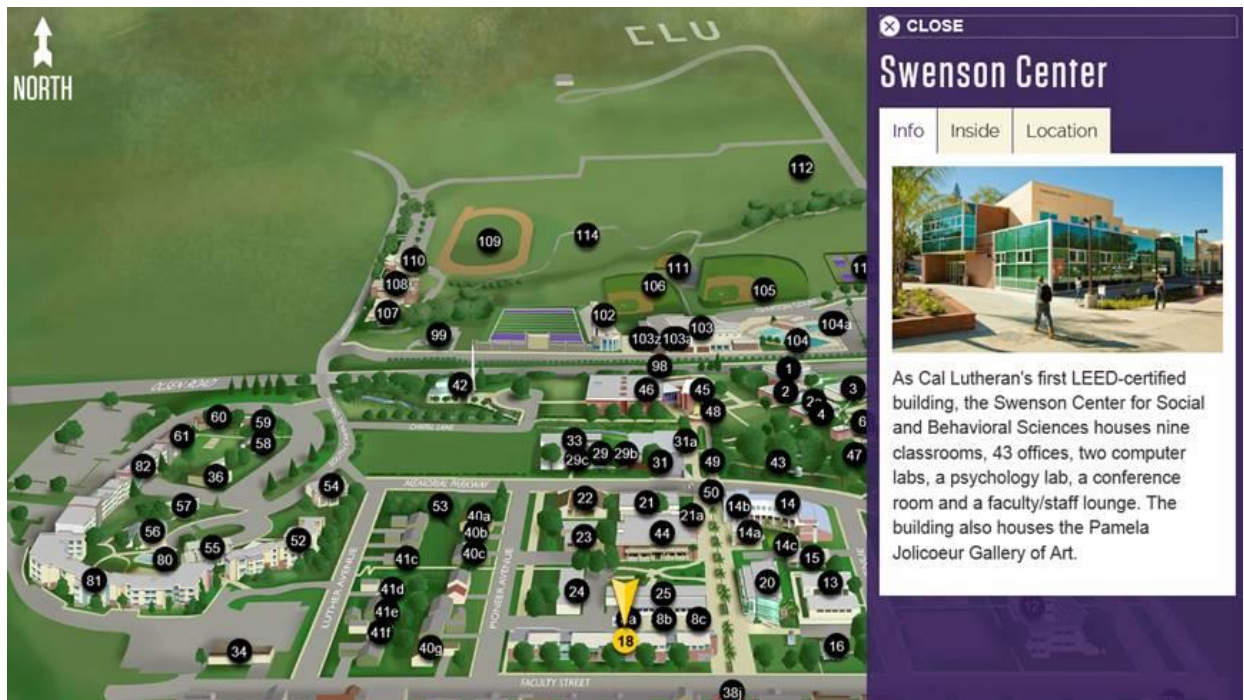 CLU
NORTH
CLOSE
Swenson Center
Info
Inside
Location
As Cal Lutheran's first LEED-certified
building, the Swenson Center for Social
and Behavioral Sciences houses nine
classrooms, 43 offices, two computer
labs, a psychology lab, a conference
room and a faculty/staff lounge. The
building also houses the Pamela
Jolicoeur Gallery of Art.
112
109
114
110
111
108
106
105
107
102
104a
99
103z
103a
103
104
98
1
OLSEN ROAD
42
46
45
2
3
4
48
60
59
CHAPEL LANE
61
58
33
29
29b
31a
29c
31
49
43
47
82
36
54
MEMORIAL PARKWAY
50
57
53
22
21
14b
14
40a
21a
56
52
40b
23
44
14a
55
40c
14c
80
41c
15
81
41d
24
25
20
13
LUTHER AVENUE
PIONEER AVENUE
41e
8b
8c
41f
18
40g
16
34
FACULTY STREET
38j